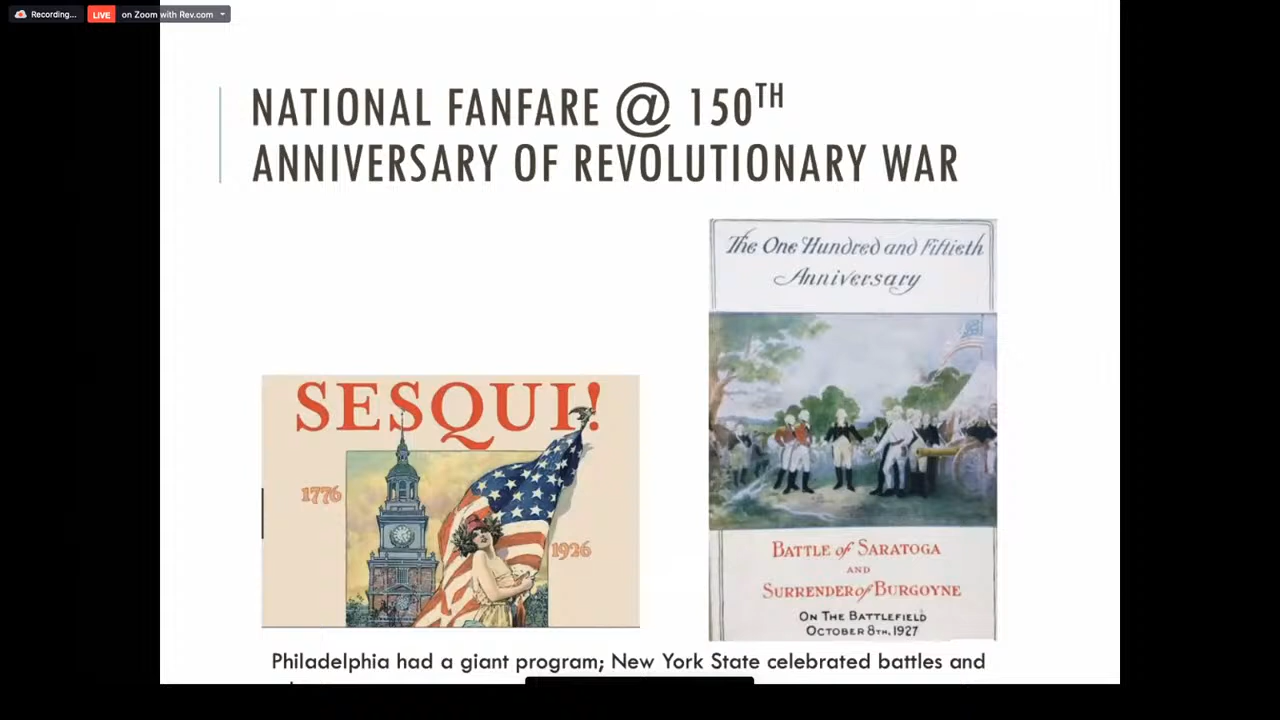 Recording...
LIVE
on Zoom with Rev.com
NATIONAL FANFARE @ 150TH
ANNIVERSARY OF REVOLUTIONARY WAR
The One Hundred and Fiftieth
Anniversary
SESQUI!
1776
1926
BATTLE of SARATOGA
AND
SURRENDER of BURGOYNE
ON THE BATTLEFIELD
OCTOBER 8TH, 1927
Philadelphia had a giant program; New York State celebrated battles and